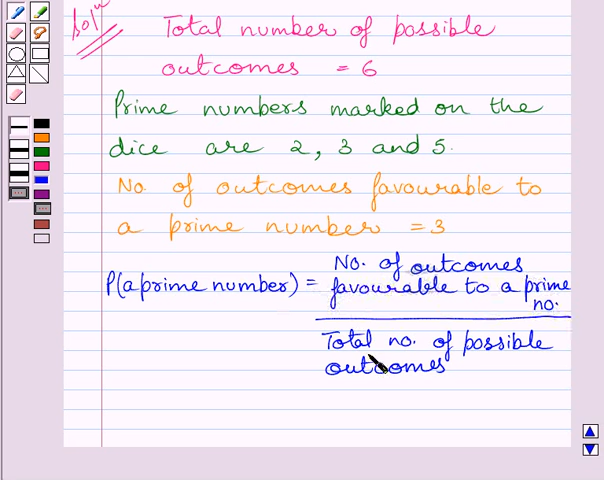 Solⁿ
Total number of possible
outcomes = 6
Prime numbers marked on the
dice are 2, 3 and 5.
No. of outcomes favourable to
a prime number = 3
P(a prime number) = No. of outcomes
favourable to a prime
no.
Total no. of possible
outcomes